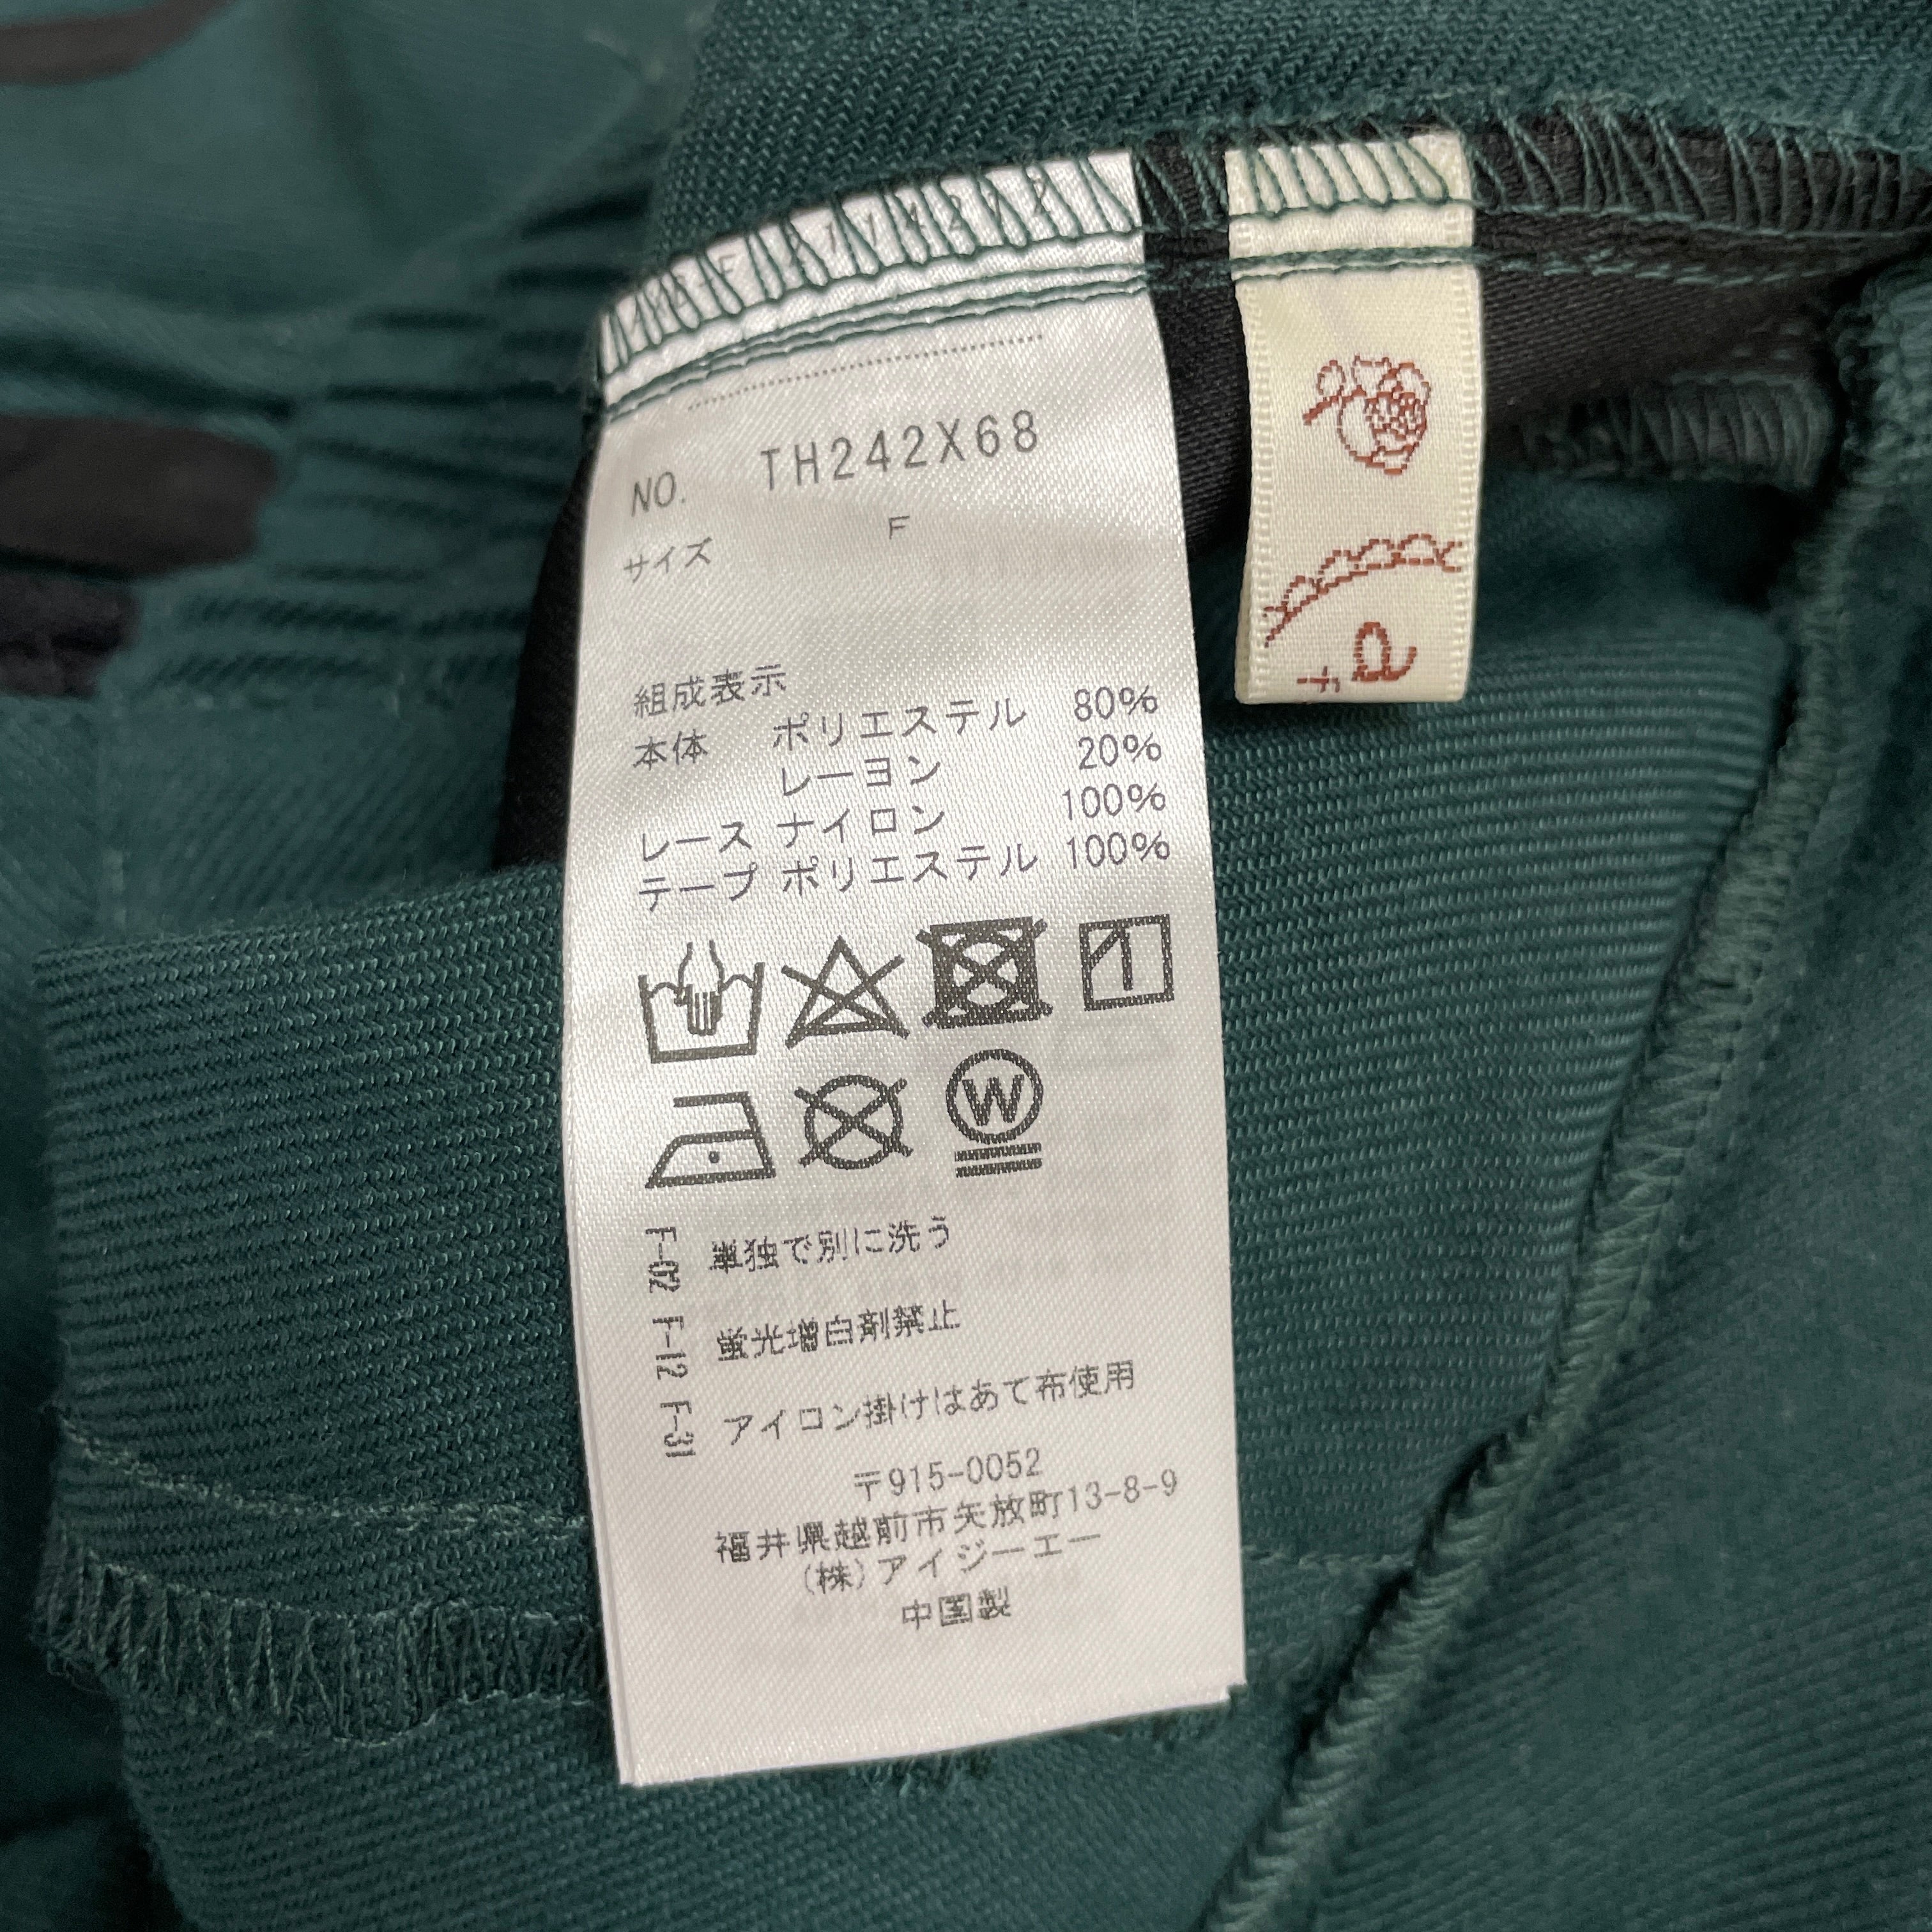 NO. TH242X68
サイズ F
組成表示
本体 ポリエステル 80%
レーヨン 20%
レース ナイロン 100%
テープ ポリエステル 100%
W
F-02 単独で別に洗う
F-12 蛍光増白剤禁止
F-31 アイロン掛けはあて布使用
〒915-0052
福井県越前市矢放町13-8-9
(株)アイジーエー
中国製